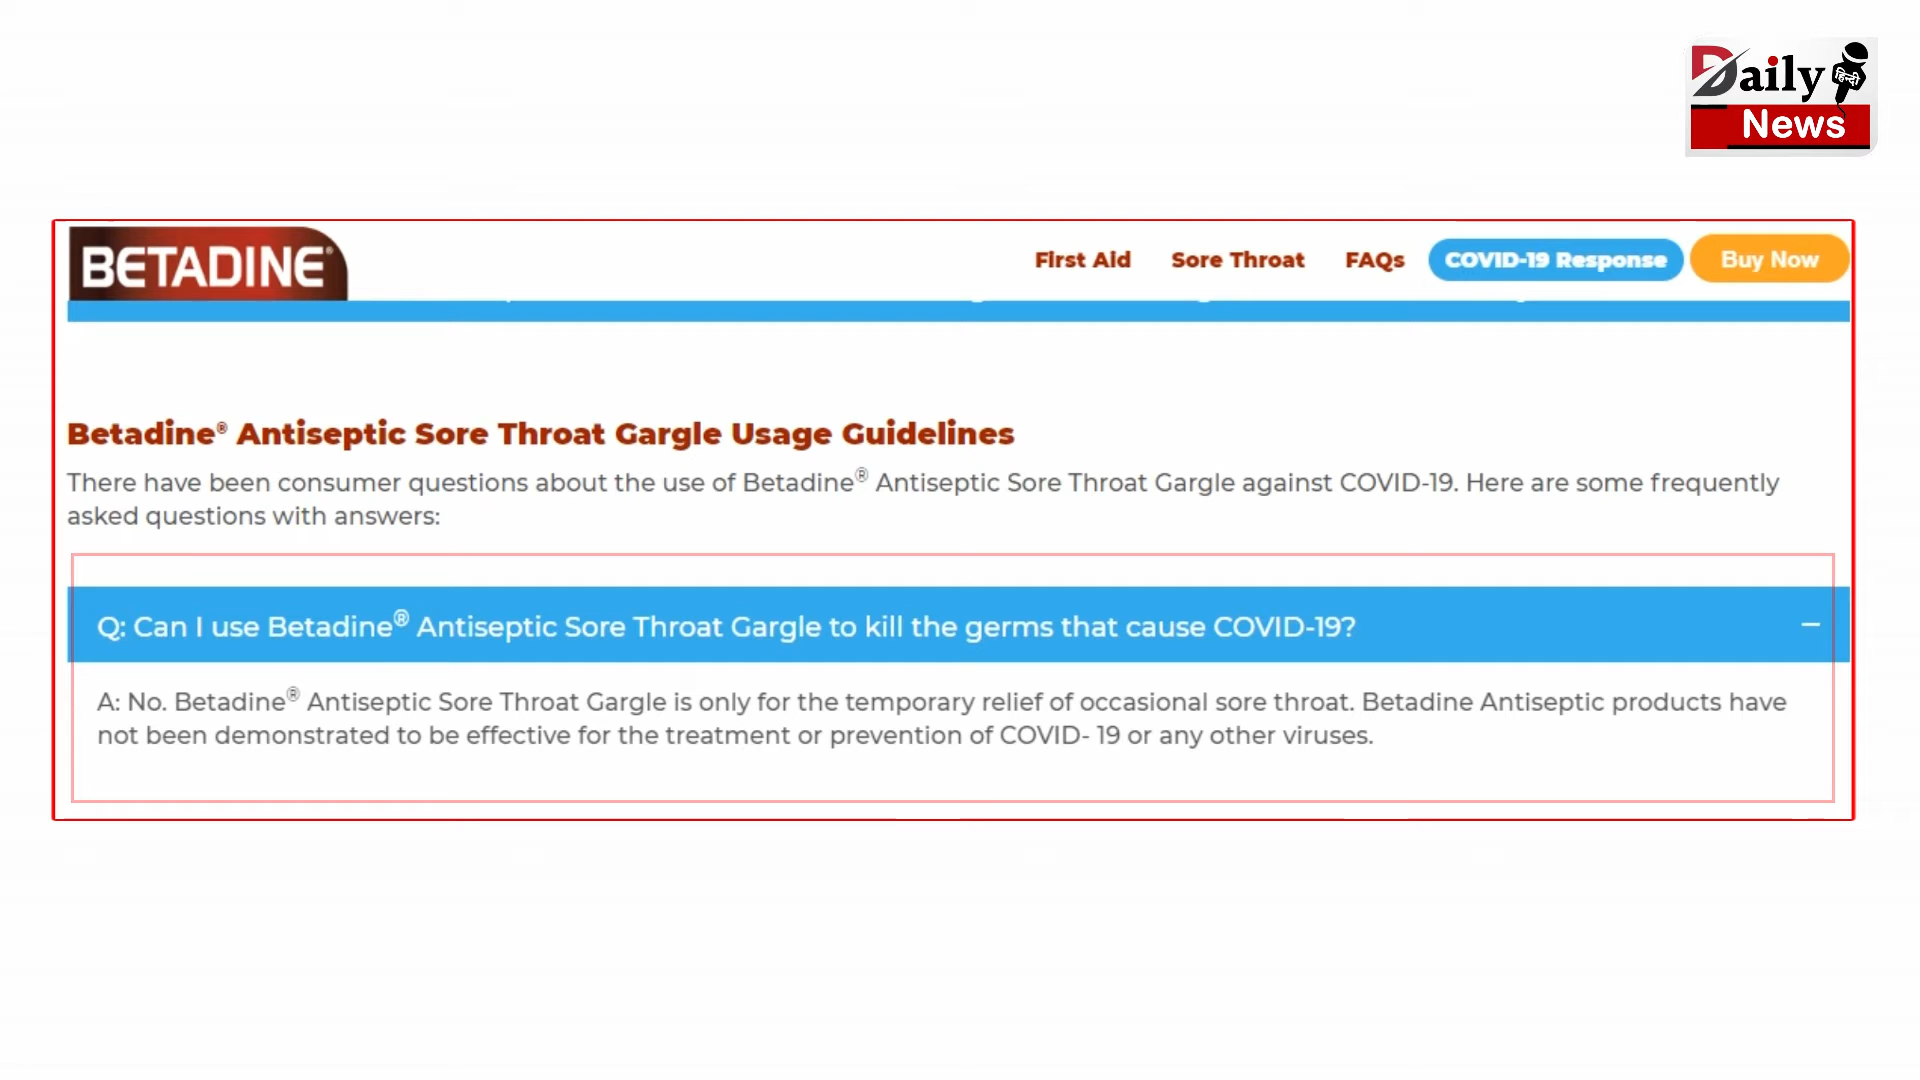 Daily
हिन्दी
News
BETADINE®
First Aid Sore Throat FAQs COVID-19 Response Buy Now
Betadine® Antiseptic Sore Throat Gargle Usage Guidelines
There have been consumer questions about the use of Betadine® Antiseptic Sore Throat Gargle against COVID-19. Here are some frequently
asked questions with answers:
Q: Can I use Betadine® Antiseptic Sore Throat Gargle to kill the germs that cause COVID-19?
A: No. Betadine® Antiseptic Sore Throat Gargle is only for the temporary relief of occasional sore throat. Betadine Antiseptic products have
not been demonstrated to be effective for the treatment or prevention of COVID- 19 or any other viruses.